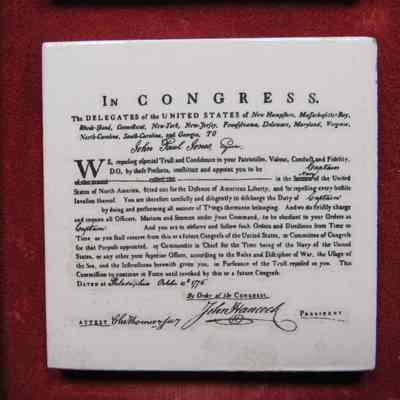 IN CONGRESS.
The DELEGATES of the UNITED STATES of New Hampshire, Massachusetts-Bay,
Rhode-Island, Connecticut, New-York, New-Jersey, Pennsylvania, Delaware, Maryland, Virginia,
North-Carolina, South-Carolina, and Georgia, TO
John Paul Jones Esqr.
WE, reposing especial Trust and Confidence in your Patriotism, Valour, Conduct, and Fidelity,
DO, by these Presents, constitute and appoint you to be Captain
in the Navy of the United
States of North America, fitted out for the Defence of American Liberty, and for repelling every hostile
Invasion thereof. You are therefore carefully and diligently to discharge the Duty of Captain
by doing and performing all manner of Things thereunto belonging. And we do strictly charge
and require all Officers, Marines and Seamen under your Command, to be obedient to your Orders as
Captain And you are to observe and follow such Orders and Directions from Time to
Time as you shall receive from this or a future Congress of the United States, or Committee of Congress
for that Purpose appointed, or Commander in Chief for the Time being of the Navy of the United
States, or any other your superior Officer, according to the Rules and Discipline of War, the Usage of
the Sea, and the Instructions herewith given you, in Pursuance of the Trust reposed in you. This
Commission to continue in Force until revoked by this or a future Congress.
DATED at Philadelphia October 10th 1776
By Order of the CONGRESS,
John Hancock PRESIDENT
ATTEST Chas Thomson Secy